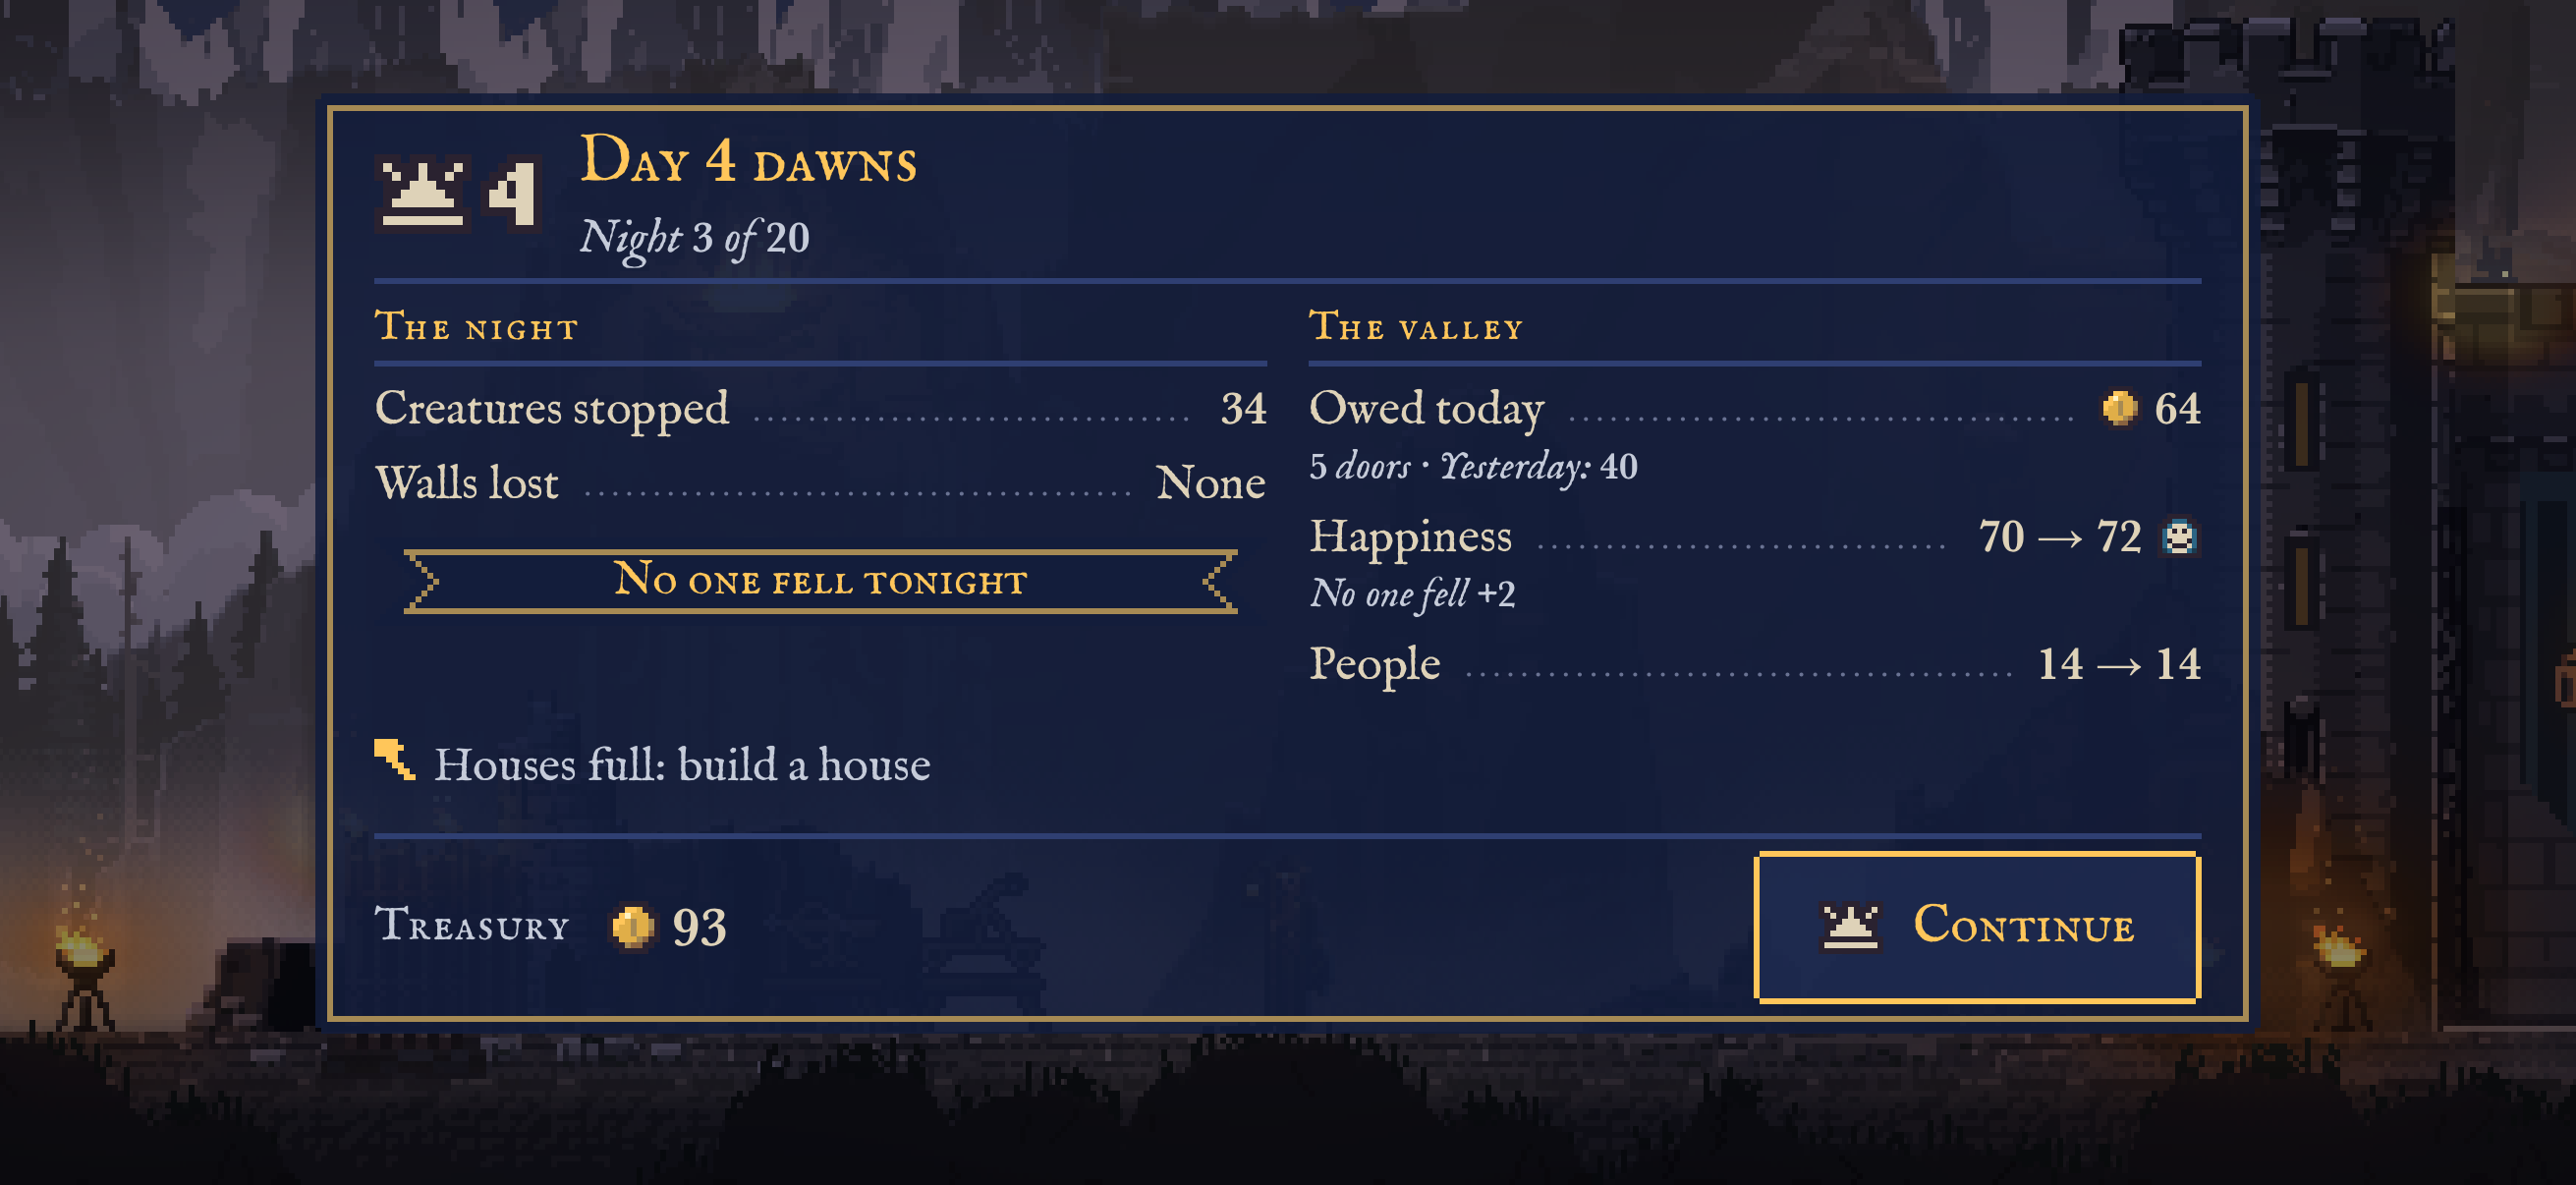 4
Day 4 dawns
Night 3 of 20
The night
Creatures stopped 34
Walls lost None
No one fell tonight
The valley
Owed today 64
5 doors · Yesterday: 40
Happiness 70 → 72
No one fell +2
People 14 → 14
Houses full: build a house
Treasury 93
Continue